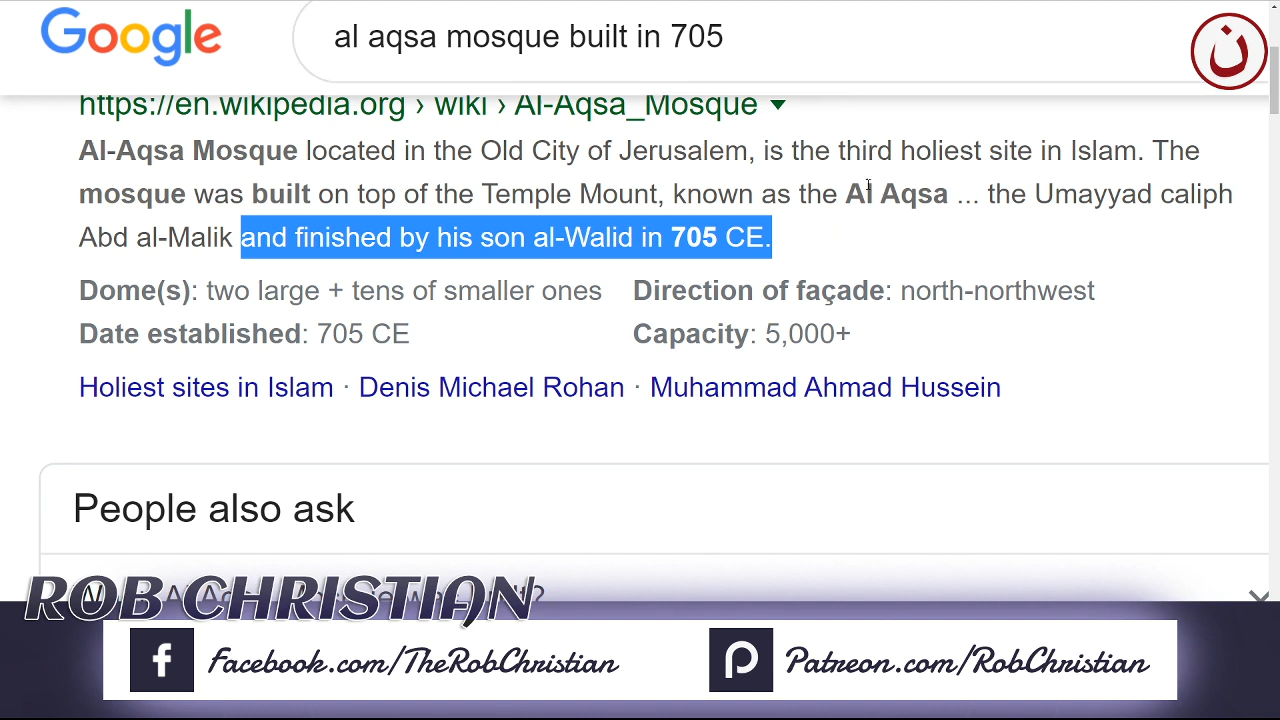 Google
al aqsa mosque built in 705
ن
https://en.wikipedia.org › wiki › Al-Aqsa_Mosque
Al-Aqsa Mosque located in the Old City of Jerusalem, is the third holiest site in Islam. The
mosque was built on top of the Temple Mount, known as the Al Aqsa ... the Umayyad caliph
Abd al-Malik and finished by his son al-Walid in 705 CE.
Dome(s): two large + tens of smaller ones Direction of façade: north-northwest
Date established: 705 CE Capacity: 5,000+
Holiest sites in Islam · Denis Michael Rohan · Muhammad Ahmad Hussein
People also ask
ROB CHRISTIAN
f Facebook.com/TheRobChristian Patreon.com/RobChristian